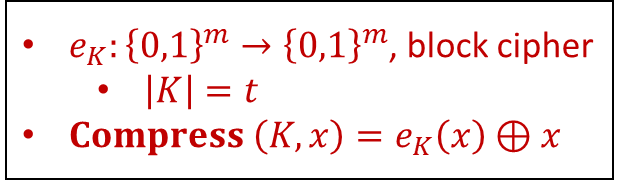 • e_K: {0,1}^m → {0,1}^m, block cipher
• |K| = t
• Compress (K, x) = e_K(x) ⊕ x